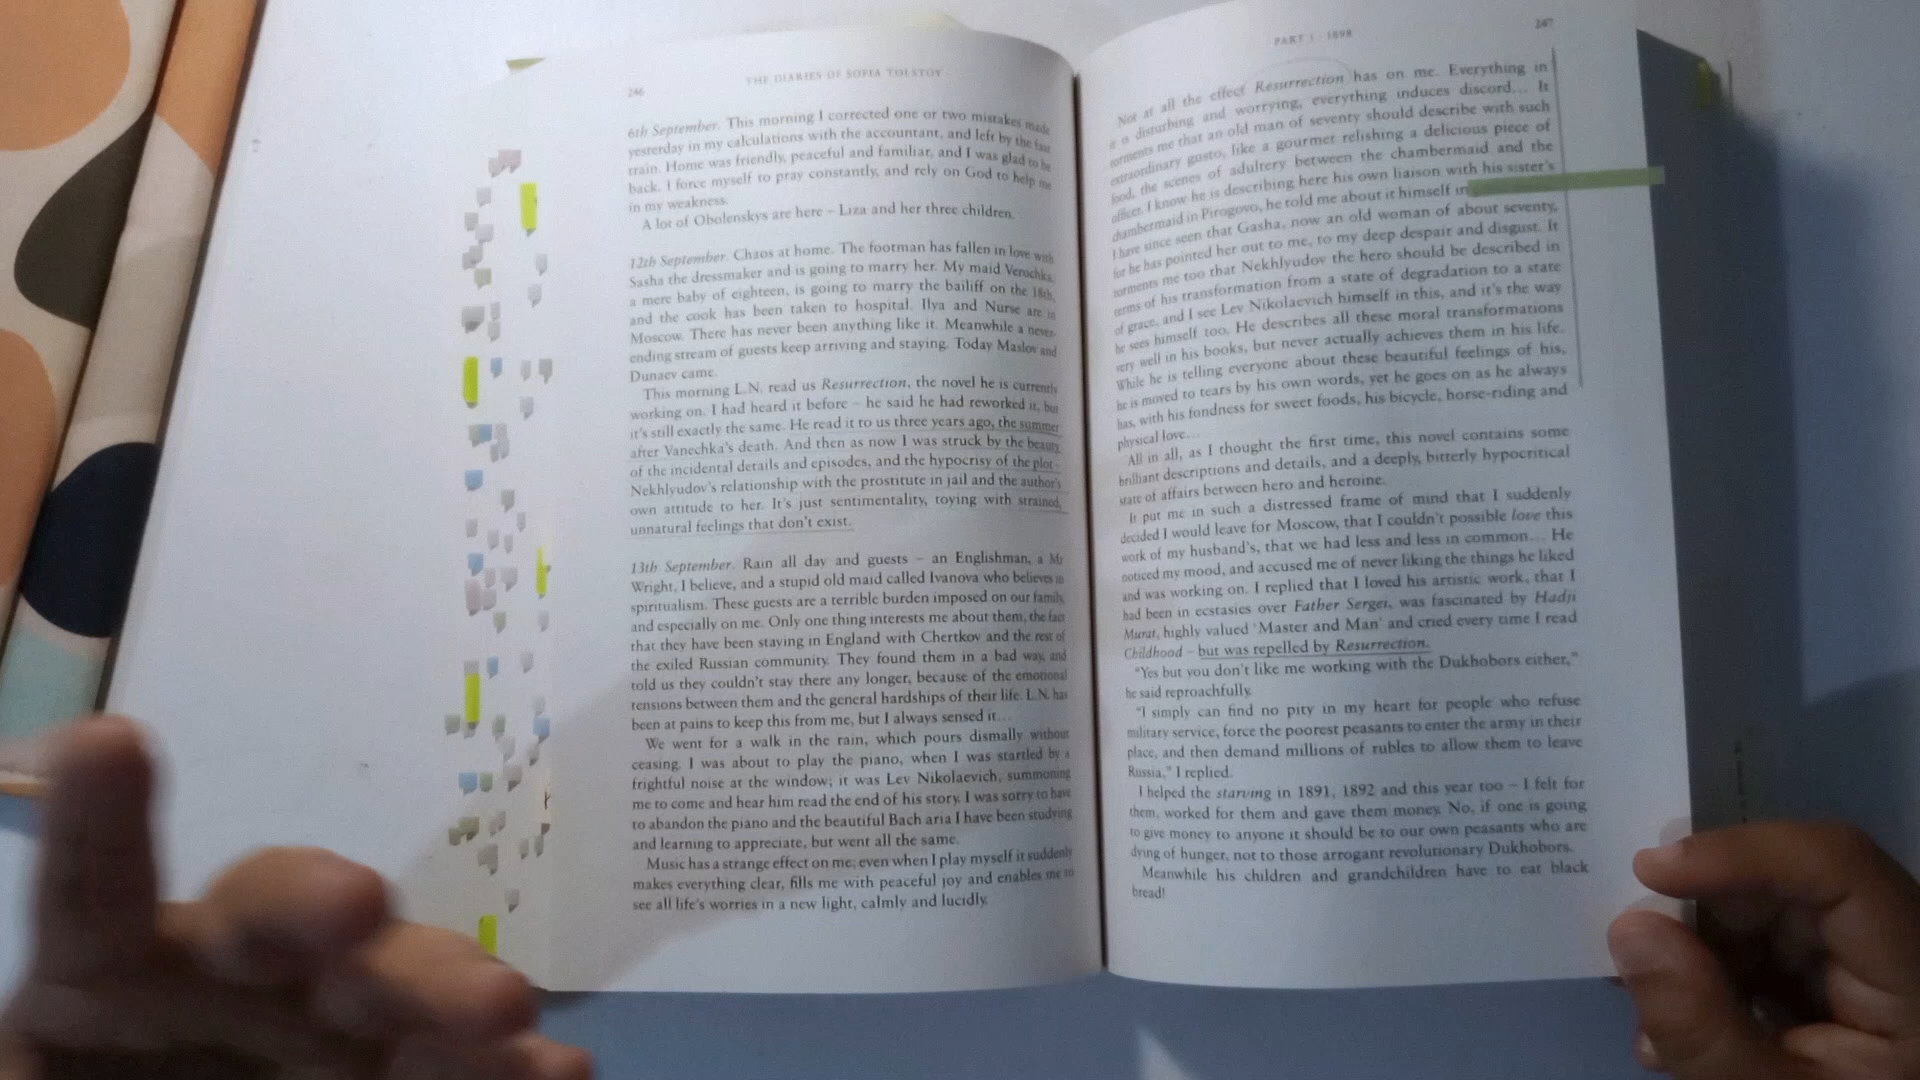 246
THE DIARIES OF SOFIA TOLSTOY
6th September. This morning I corrected one or two mistakes made
yesterday in my calculations with the accountant, and left by the fast
train. Home was friendly, peaceful and familiar, and I was glad to be
back. I force myself to pray constantly, and rely on God to help me
in my weakness.
A lot of Obolenskys are here – Liza and her three children.
12th September. Chaos at home. The footman has fallen in love with
Sasha the dressmaker and is going to marry her. My maid Verochka,
a mere baby of eighteen, is going to marry the bailiff on the 18th,
and the cook has been taken to hospital. Ilya and Nurse are in
Moscow. There has never been anything like it. Meanwhile a never-
ending stream of guests keep arriving and staying. Today Maslov and
Dunaev came.
This morning L.N. read us Resurrection, the novel he is currently
working on. I had heard it before – he said he had reworked it, but
it's still exactly the same. He read it to us three years ago, the summer
after Vanechka's death. And then as now I was struck by the beauty
of the incidental details and episodes, and the hypocrisy of the plot –
Nekhlyudov's relationship with the prostitute in jail and the author's
own attitude to her. It's just sentimentality, toying with strained,
unnatural feelings that don't exist.
13th September. Rain all day and guests – an Englishman, a Mr
Wright, I believe, and a stupid old maid called Ivanova who believes in
spiritualism. These guests are a terrible burden imposed on our family,
and especially on me. Only one thing interests me about them, the fact
that they have been staying in England with Chertkov and the rest of
the exiled Russian community. They found them in a bad way, and
told us they couldn't stay there any longer, because of the emotional
tensions between them and the general hardships of their life. L.N. has
been at pains to keep this from me, but I always sensed it...
We went for a walk in the rain, which pours dismally without
ceasing. I was about to play the piano, when I was startled by a
frightful noise at the window; it was Lev Nikolaevich, summoning
me to come and hear him read the end of his story. I was sorry to have
to abandon the piano and the beautiful Bach aria I have been studying
and learning to appreciate, but went all the same.
Music has a strange effect on me; even when I play myself it suddenly
makes everything clear, fills me with peaceful joy and enables me to
see all life's worries in a new light, calmly and lucidly.
PART I · 1898
247
Not at all the effect Resurrection has on me. Everything in
it is disturbing and worrying, everything induces discord... It
torments me that an old man of seventy should describe with such
extraordinary gusto, like a gourmet relishing a delicious piece of
food, the scenes of adultery between the chambermaid and the
officer. I know he is describing here his own liaison with his sister's
chambermaid in Pirogovo, he told me about it himself in
I have since seen that Gasha, now an old woman of about seventy,
for he has pointed her out to me, to my deep despair and disgust. It
torments me too that Nekhlyudov the hero should be described in
terms of his transformation from a state of degradation to a state
of grace, and I see Lev Nikolaevich himself in this, and it's the way
he sees himself too. He describes all these moral transformations
very well in his books, but never actually achieves them in his life.
While he is telling everyone about these beautiful feelings of his,
he is moved to tears by his own words, yet he goes on as he always
has, with his fondness for sweet foods, his bicycle, horse-riding and
physical love...
All in all, as I thought the first time, this novel contains some
brilliant descriptions and details, and a deeply, bitterly hypocritical
state of affairs between hero and heroine.
It put me in such a distressed frame of mind that I suddenly
decided I would leave for Moscow, that I couldn't possible love this
work of my husband's, that we had less and less in common... He
noticed my mood, and accused me of never liking the things he liked
and was working on. I replied that I loved his artistic work, that I
had been in ecstasies over Father Sergei, was fascinated by Hadji
Murat, highly valued 'Master and Man' and cried every time I read
Childhood – but was repelled by Resurrection.
"Yes but you don't like me working with the Dukhobors either,"
he said reproachfully.
"I simply can find no pity in my heart for people who refuse
military service, force the poorest peasants to enter the army in their
place, and then demand millions of rubles to allow them to leave
Russia," I replied.
I helped the starving in 1891, 1892 and this year too – I felt for
them, worked for them and gave them money. No, if one is going
to give money to anyone it should be to our own peasants who are
dying of hunger, not to those arrogant revolutionary Dukhobors.
Meanwhile his children and grandchildren have to eat black
bread!